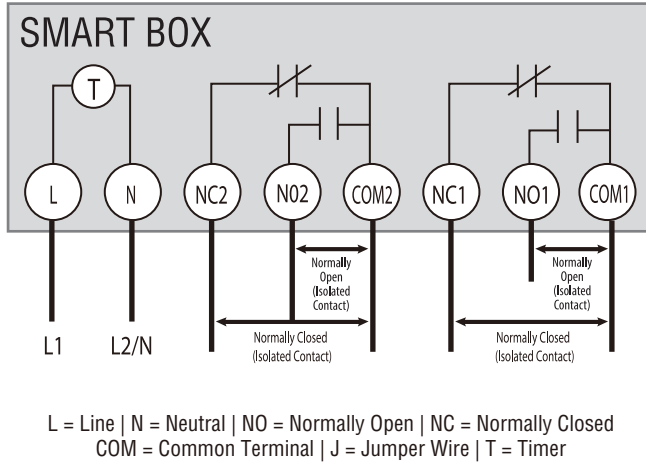 SMART BOX
T
L
N
NC2
N02
COM2
NC1
NO1
COM1
Normally
Open
(Isolated
Contact)
Normally
Open
(Isolated
Contact)
Normally Closed
(Isolated Contact)
Normally Closed
(Isolated Contact)
L1
L2/N
L = Line | N = Neutral | NO = Normally Open | NC = Normally Closed
COM = Common Terminal | J = Jumper Wire | T = Timer